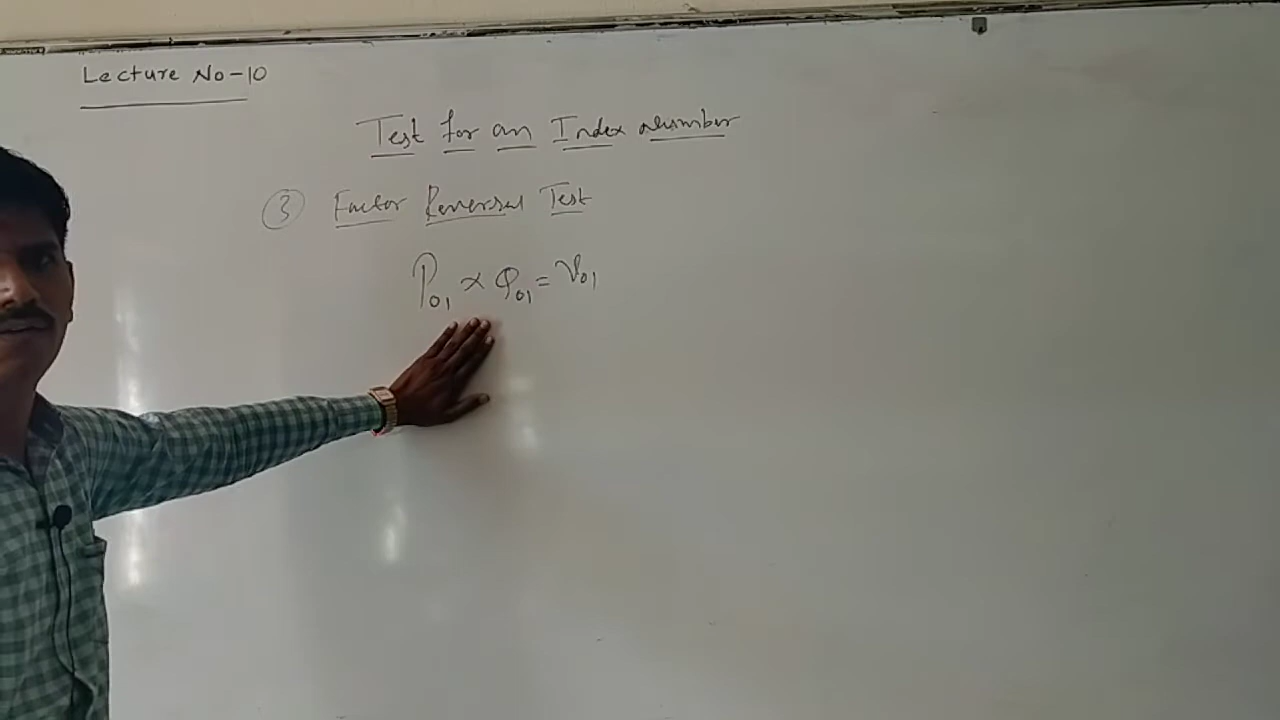 Lecture No-10
Test for an Index Number
③ Factor Reversal Test
P₀₁ × Q₀₁ = V₀₁